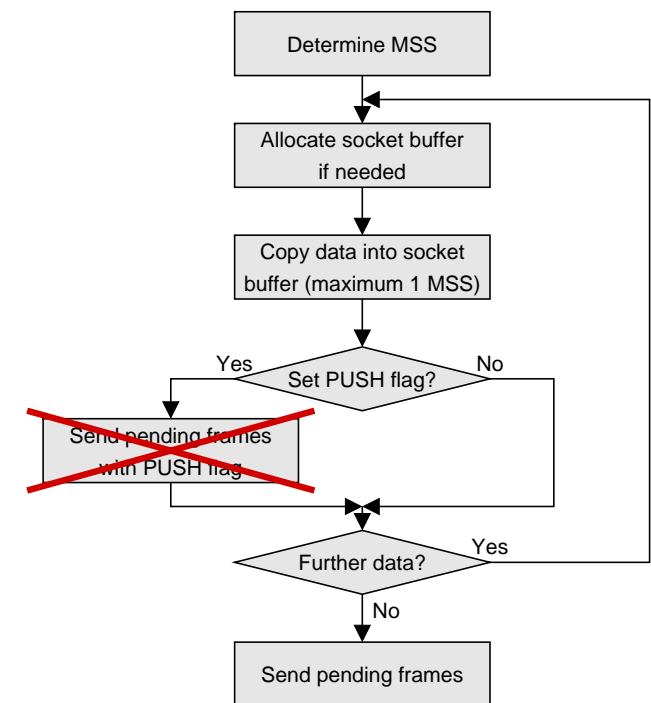 Determine MSS
Allocate socket buffer
if needed
Copy data into socket
buffer (maximum 1 MSS)
Yes
No
Set PUSH flag?
Send pending frames
with PUSH flag
Further data?
Yes
No
Send pending frames